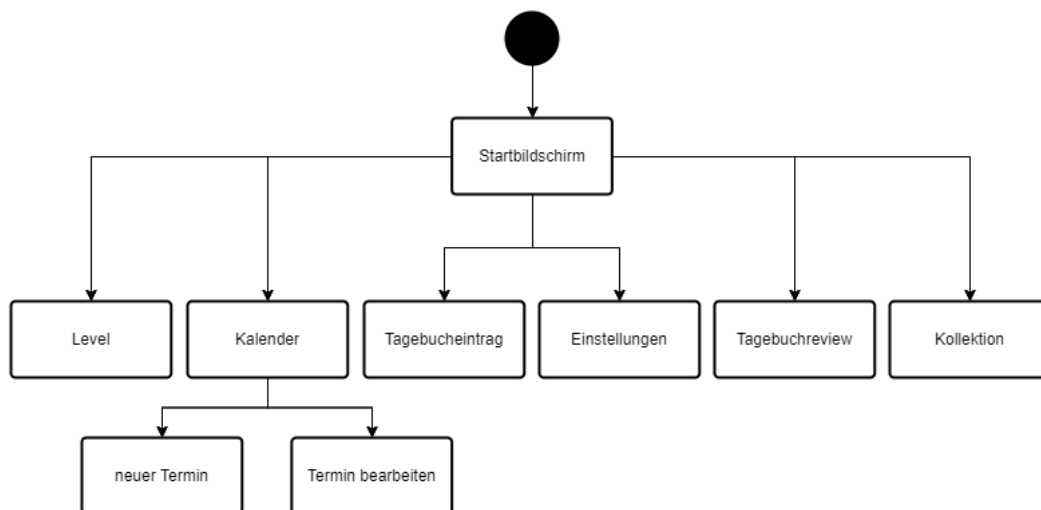 Startbildschirm
Level
Kalender
Tagebucheintrag
Einstellungen
Tagebuchreview
Kollektion
neuer Termin
Termin bearbeiten